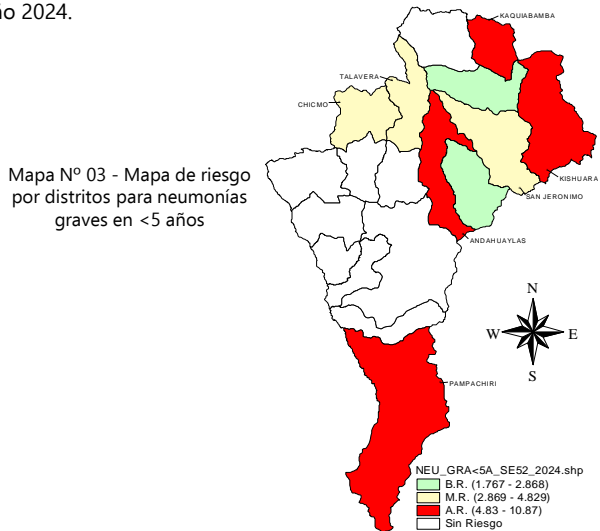 ño 2024.
KAQUIABAMBA
TALAVERA
CHICMO
Mapa Nº 03 - Mapa de riesgo
por distritos para neumonías
graves en <5 años
KISHUARA
SAN JERONIMO
ANDAHUAYLAS
N
W
E
S
PAMPACHIRI
NEU_GRA<5A_SE52_2024.shp
B.R. (1.767 - 2.868)
M.R. (2.869 - 4.829)
A.R. (4.83 - 10.87)
Sin Riesgo